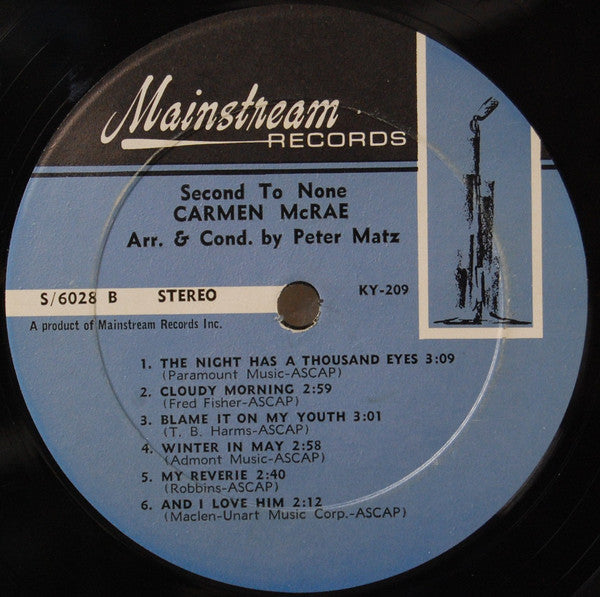 Mainstream
RECORDS
Second To None
CARMEN McRAE
Arr. & Cond. by Peter Matz
S/6028 B STEREO KY-209
A product of Mainstream Records Inc.
1. THE NIGHT HAS A THOUSAND EYES 3:09
(Paramount Music-ASCAP)
2. CLOUDY MORNING 2:59
(Fred Fisher-ASCAP)
3. BLAME IT ON MY YOUTH 3:01
(T. B. Harms-ASCAP)
4. WINTER IN MAY 2:58
(Admont Music-ASCAP)
5. MY REVERIE 2:40
(Robbins-ASCAP)
6. AND I LOVE HIM 2:12
(Maclen-Unart Music Corp.-ASCAP)